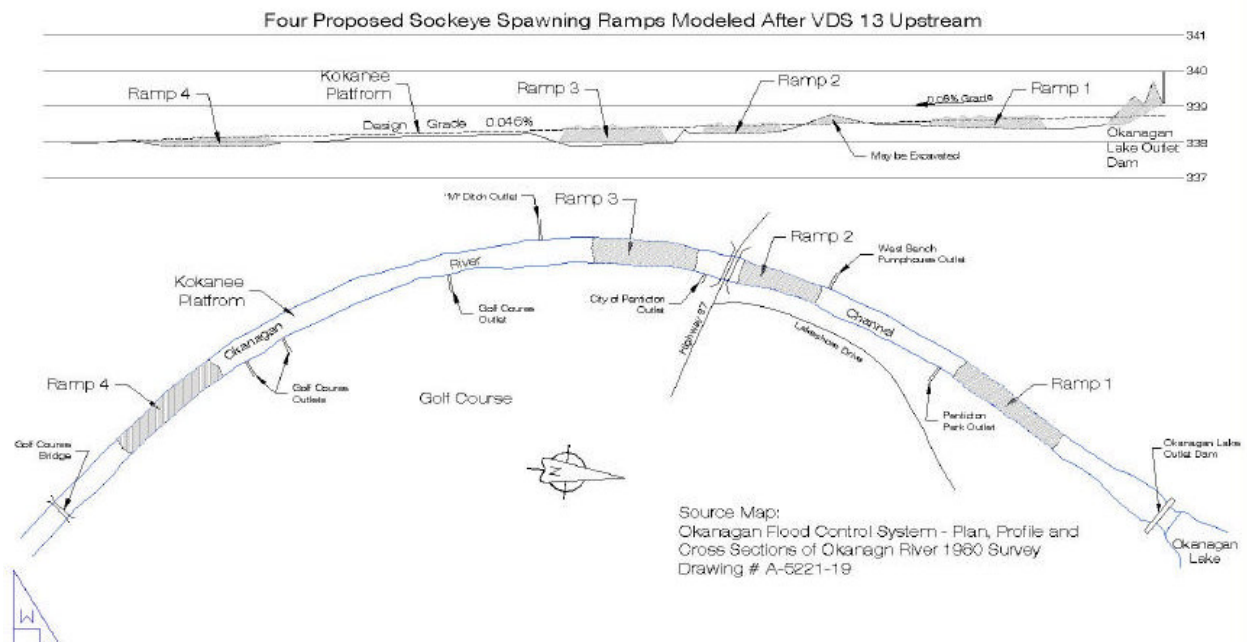 Four Proposed Sockeye Spawning Ramps Modeled After VDS 13 Upstream
341
340
339
338
337
Ramp 4
Kokanee
Platfrom
Ramp 3
Ramp 2
Ramp 1
Design Grade 0.046%
Grade
May be Excavated
Okanagan
Lake Outlet
Dam
"M" Ditch Outlet
Ramp 3
Ramp 2
West Bench
Pumphouse Outlet
River
Kokanee
Platfrom
City of Penticton
Outlet
Golf Course
Outlet
Highway 97
Channel
Lakeshore Drive
Okanagan
Ramp 4
Golf Course
Outlets
Golf Course
Ramp 1
Penticton
Park Outlet
Golf Course
Bridge
Okanagan Lake
Outlet Dam
N
Source Map:
Okanagan Flood Control System - Plan, Profile and
Cross Sections of Okanagn River 1980 Survey
Drawing # A-5221-19
Okanagan
Lake